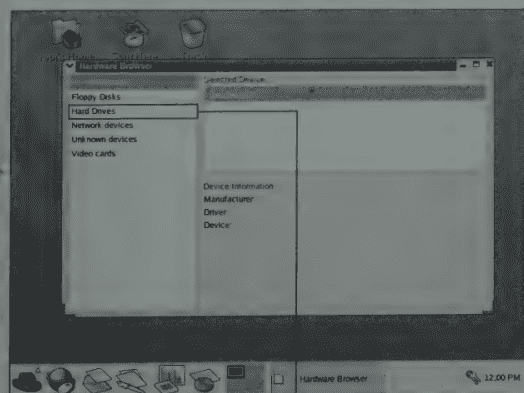 Hardware Browser
Selected Device
Floppy Disks
Hard Drives
Network devices
Unknown devices
Video cards
Device Information
Manufacturer:
Driver:
Device:
Hardware Browser
12:00 PM